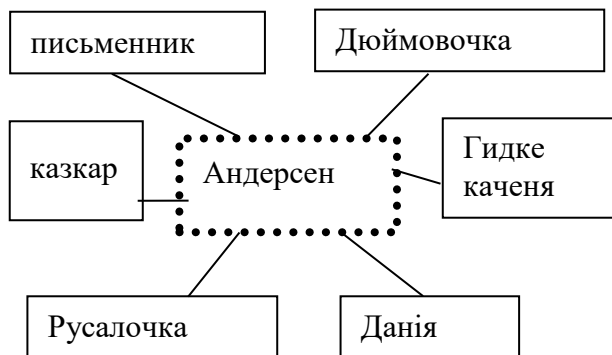 письменник
Дюймовочка
казкар
Андерсен
Гидке
каченя
Русалочка
Данія